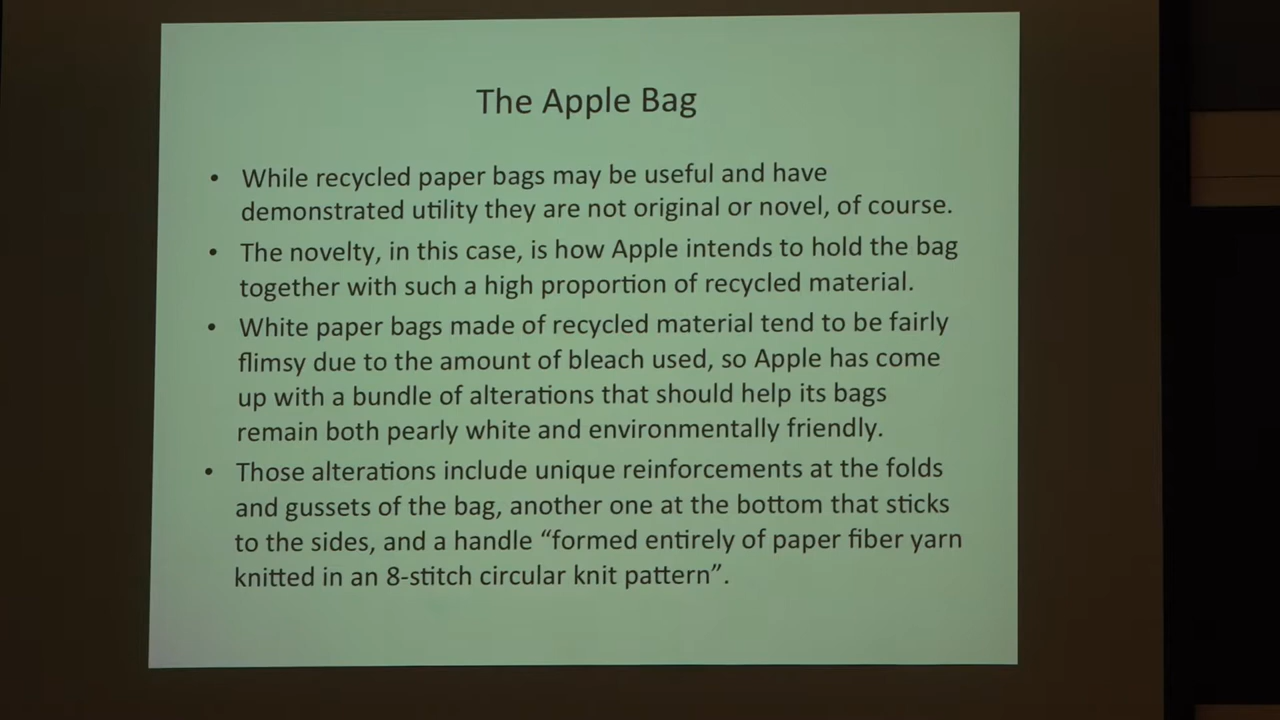 The Apple Bag
• While recycled paper bags may be useful and have
demonstrated utility they are not original or novel, of course.
• The novelty, in this case, is how Apple intends to hold the bag
together with such a high proportion of recycled material.
• White paper bags made of recycled material tend to be fairly
flimsy due to the amount of bleach used, so Apple has come
up with a bundle of alterations that should help its bags
remain both pearly white and environmentally friendly.
• Those alterations include unique reinforcements at the folds
and gussets of the bag, another one at the bottom that sticks
to the sides, and a handle “formed entirely of paper fiber yarn
knitted in an 8-stitch circular knit pattern”.